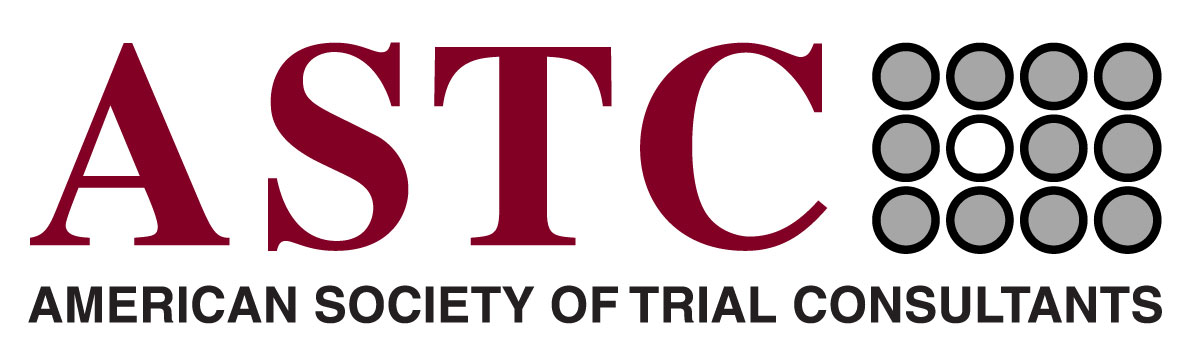 ASTC
AMERICAN SOCIETY OF TRIAL CONSULTANTS